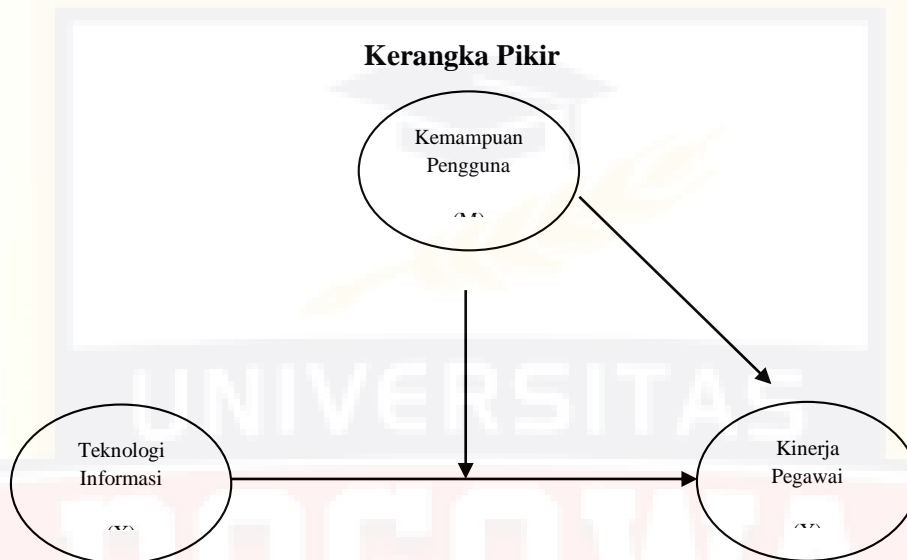 Kerangka Pikir
Kemampuan
Pengguna
(M)
Teknologi
Informasi
Kinerja
Pegawai
UNIVERSITAS